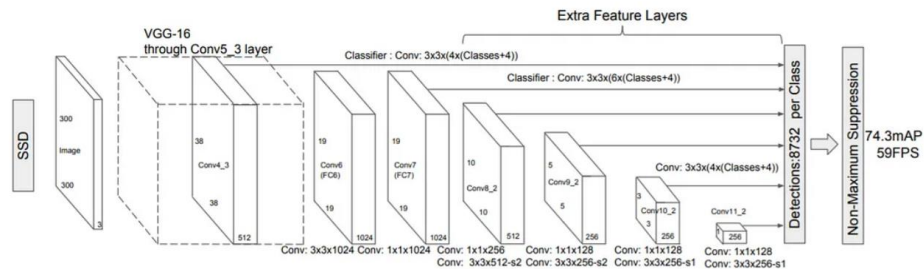 Extra Feature Layers
VGG-16
through Conv5_3 layer
Classifier : Conv: 3x3x(4x(Classes+4))
Classifier : Conv: 3x3x(6x(Classes+4))
Conv: 3x3x(4x(Classes+4))
SSD
300
Image
300
3
38
Conv4_3
38
512
19
Conv6
(FC6)
19
1024
19
Conv7
(FC7)
19
1024
10
Conv8_2
10
512
5
Conv9_2
5
256
3
Conv10_2
3
256
Conv11_2
1
256
Detections:8732 per Class
Non-Maximum Suppression
74.3mAP
59FPS
Conv: 3x3x1024
Conv: 1x1x1024
Conv: 1x1x256
Conv: 3x3x512-s2
Conv: 1x1x128
Conv: 3x3x256-s2
Conv: 1x1x128
Conv: 3x3x256-s1
Conv: 1x1x128
Conv: 3x3x256-s1